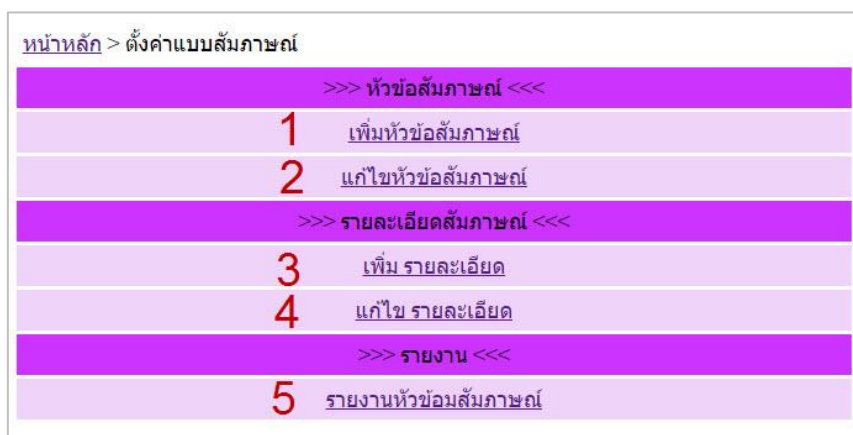 หน้าหลัก > ตั้งค่าแบบสัมภาษณ์
>>> หัวข้อสัมภาษณ์ <<<
1 เพิ่มหัวข้อสัมภาษณ์
2 แก้ไขหัวข้อสัมภาษณ์
>>> รายละเอียดสัมภาษณ์ <<<
3 เพิ่ม รายละเอียด
4 แก้ไข รายละเอียด
>>> รายงาน <<<
5 รายงานหัวข้อมสัมภาษณ์